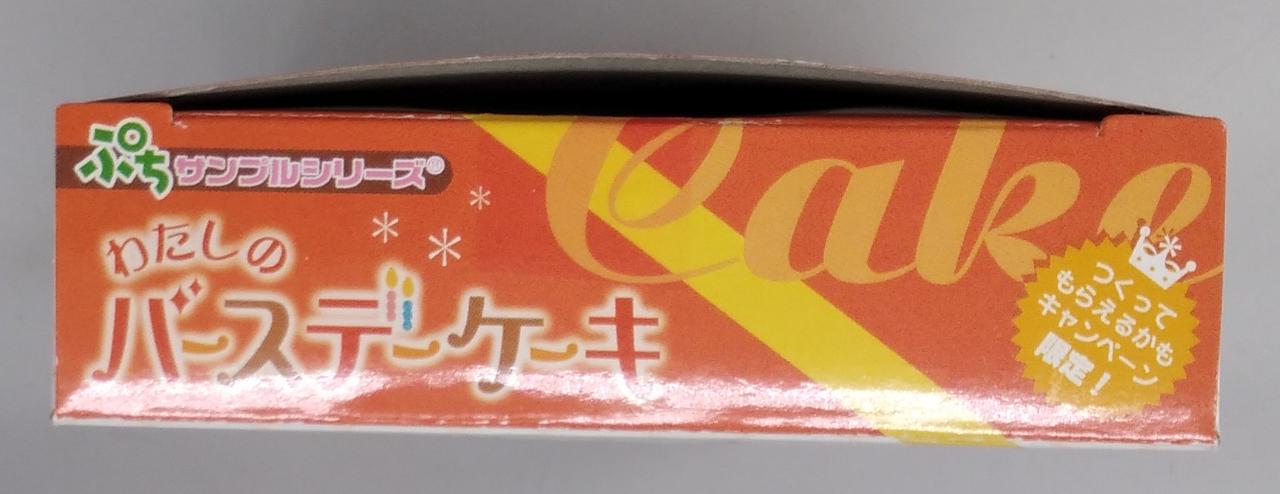 ぷちサンプルシリーズ®
Cake
わたしの
バースデーケーキ
つくって
もらえるかも
キャンペーン
限定！